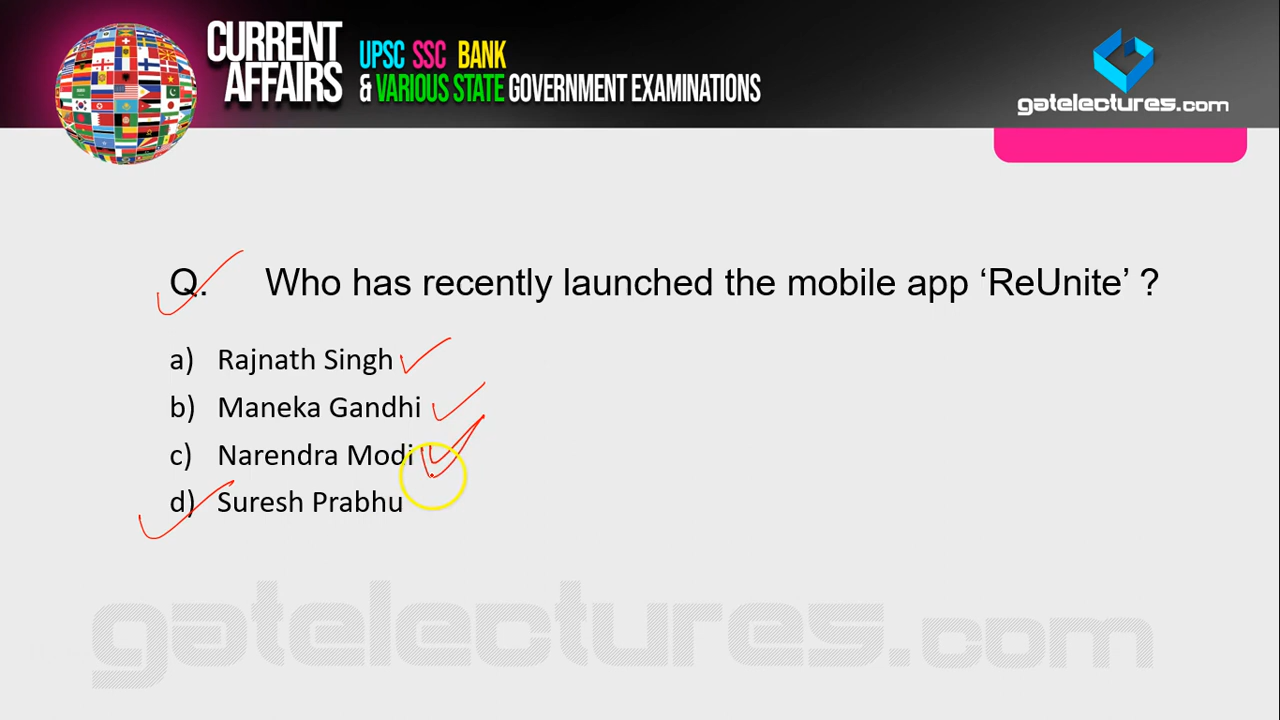 CURRENT
AFFAIRS
UPSC SSC BANK
& VARIOUS STATE GOVERNMENT EXAMINATIONS
gatelectures.com
Q. Who has recently launched the mobile app ‘ReUnite’ ?
a) Rajnath Singh
b) Maneka Gandhi
c) Narendra Modi
d) Suresh Prabhu
gatelectures.com